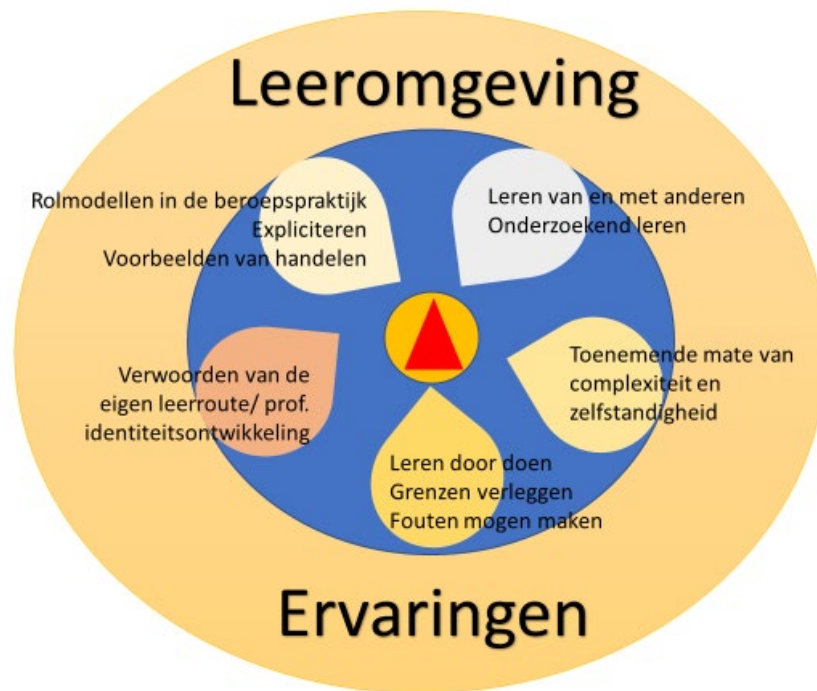 Leeromgeving
Rolmodellen in de beroepspraktijk
Expliciteren
Voorbeelden van handelen
Leren van en met anderen
Onderzoekend leren
Verwoorden van de
eigen leerroute/ prof.
identiteitsontwikkeling
Toenemende mate van
complexiteit en
zelfstandigheid
Leren door doen
Grenzen verleggen
Fouten mogen maken
Ervaringen